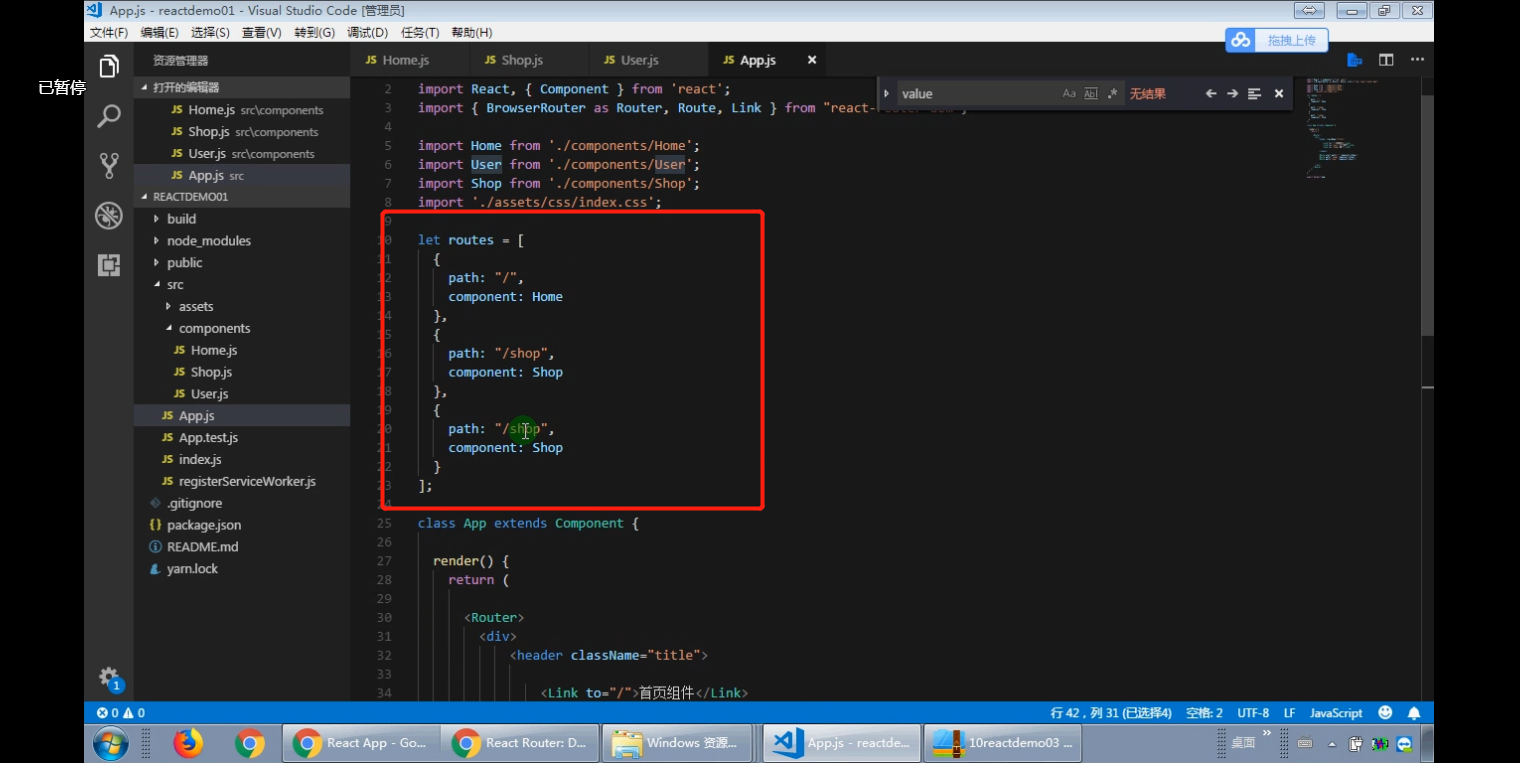 App.js - reactdemo01 - Visual Studio Code [管理员]
文件(F) 编辑(E) 选择(S) 查看(V) 转到(G) 调试(D) 任务(T) 帮助(H)
拖拽上传
已暂停
资源管理器
打开的编辑器
JS Home.js src\components
JS Shop.js src\components
JS User.js src\components
JS App.js src
REACTDEMO01
build
node_modules
public
src
assets
components
JS Home.js
JS Shop.js
JS User.js
JS App.js
JS App.test.js
JS index.js
JS registerServiceWorker.js
.gitignore
{} package.json
README.md
yarn.lock
1
JS Home.js JS Shop.js JS User.js JS App.js
value Aa Abl .* 无结果
2 import React, { Component } from 'react';
3 import { BrowserRouter as Router, Route, Link } from "react-
4
5 import Home from './components/Home';
6 import User from './components/User';
7 import Shop from './components/Shop';
8 import './assets/css/index.css';
9
10 let routes = [
11 {
12 path: "/",
13 component: Home
14 },
15 {
16 path: "/shop",
17 component: Shop
18 },
19 {
20 path: "/shop",
21 component: Shop
22 }
23 ];
24
25 class App extends Component {
26
27 render() {
28 return (
29
30 <Router>
31 <div>
32 <header className="title">
33
34 <Link to="/">首页组件</Link>
0 0 行 42，列 31 (已选择4) 空格: 2 UTF-8 LF JavaScript
React App - Go... React Router: D... Windows 资源... App.js - reactde... 10reactdemo03 ... 桌面